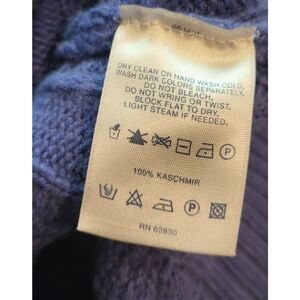 DRY CLEAN OR HAND WASH COLD.
WASH DARK COLORS SEPARATELY.
DO NOT BLEACH.
DO NOT WRING OR TWIST.
BLOCK FLAT TO DRY.
LIGHT STEAM IF NEEDED.
P
100% KASCHMIR
P
RN 62830